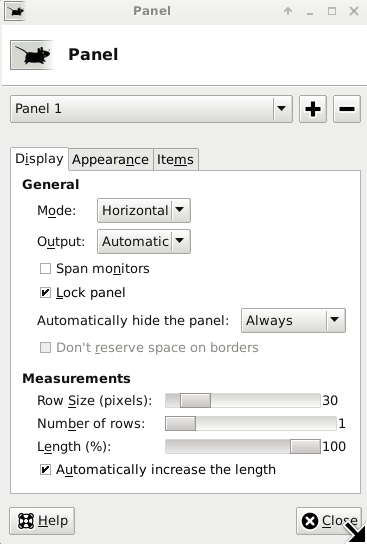 Panel
Panel
Panel 1
Display Appearance Items
General
Mode: Horizontal
Output: Automatic
Span monitors
Lock panel
Automatically hide the panel: Always
Don't reserve space on borders
Measurements
Row Size (pixels): 30
Number of rows: 1
Length (%): 100
Automatically increase the length
Help Close